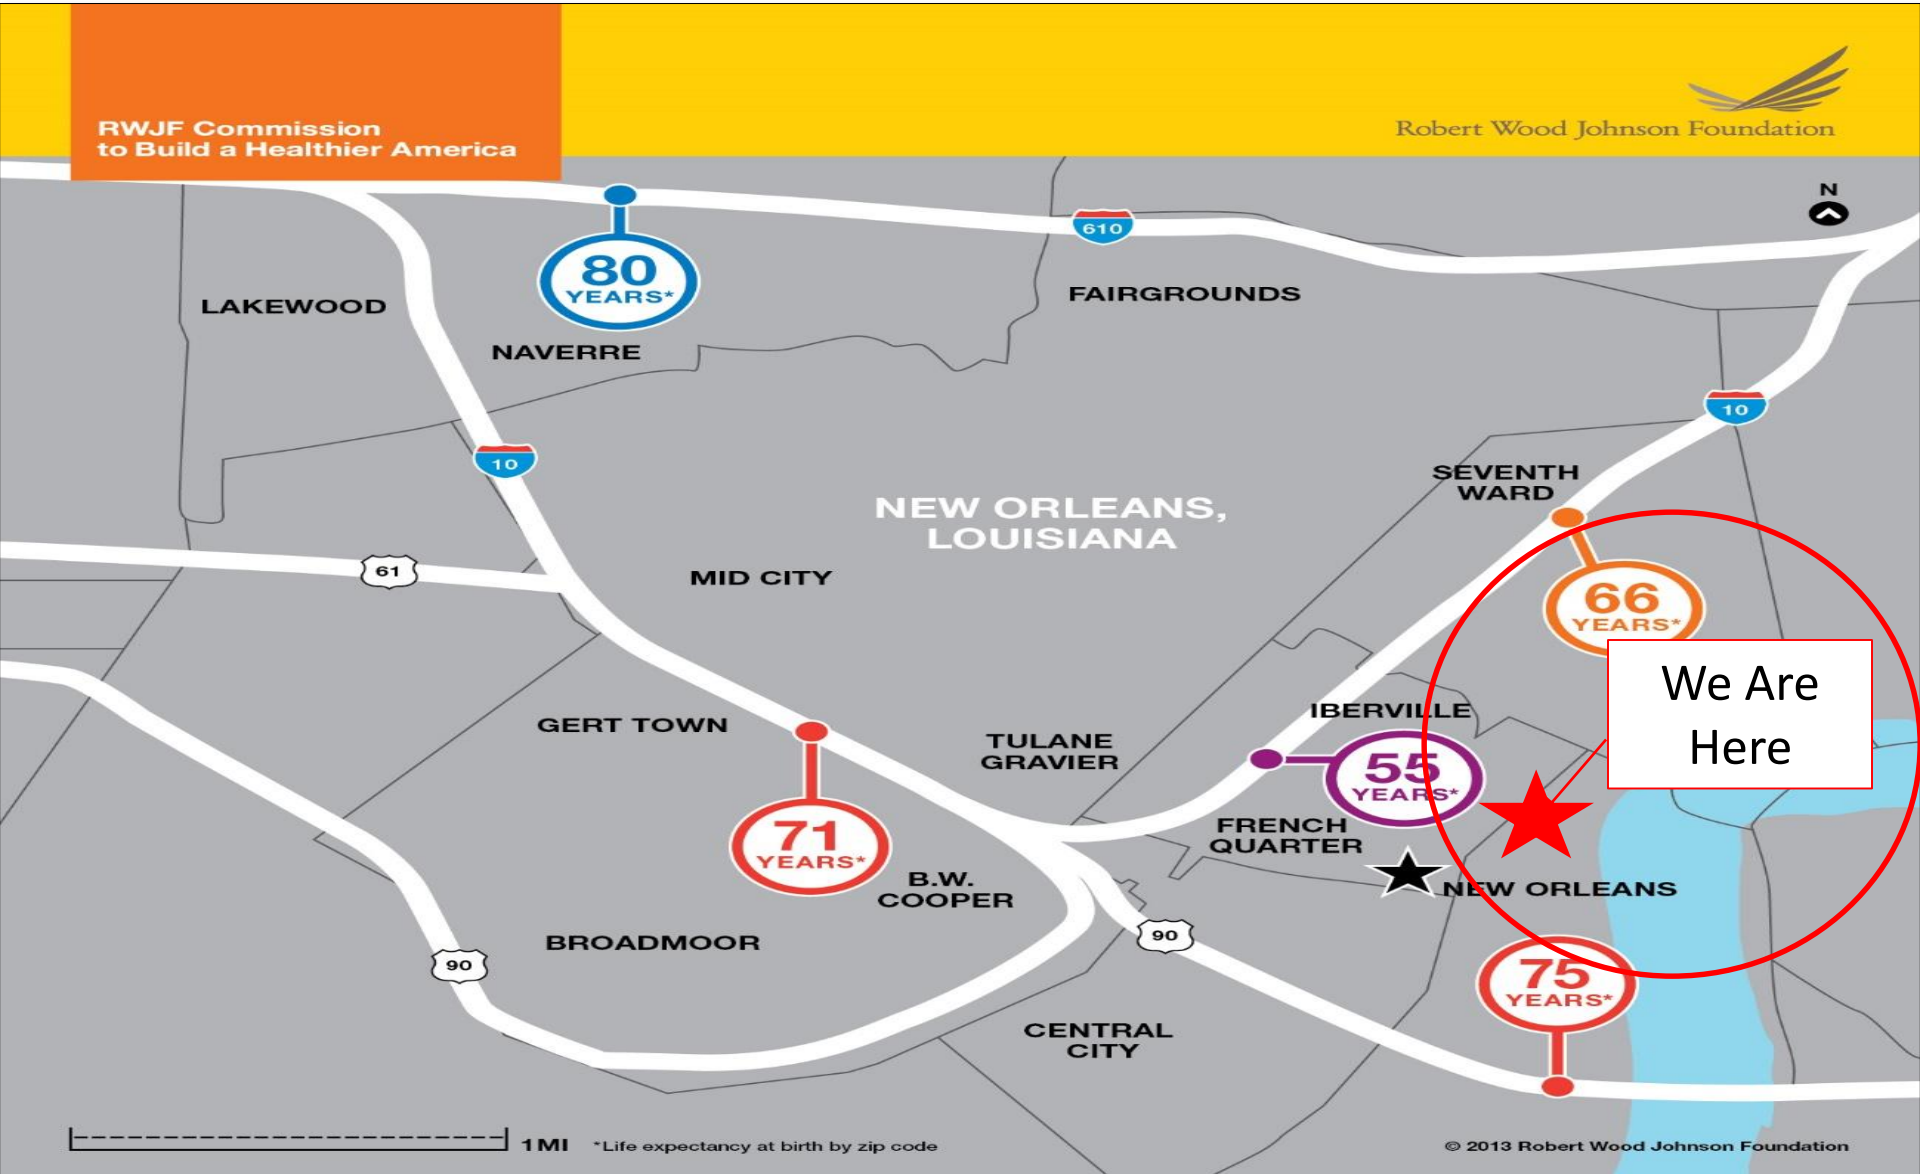 RWJF Commission
to Build a Healthier America
Robert Wood Johnson Foundation
N
610
80
YEARS*
LAKEWOOD
FAIRGROUNDS
NAVERRE
10
10
SEVENTH
WARD
NEW ORLEANS,
LOUISIANA
61
MID CITY
66
YEARS*
We Are
Here
IBERVILLE
GERT TOWN
TULANE
GRAVIER
55
YEARS*
71
YEARS*
FRENCH
QUARTER
B.W.
COOPER
NEW ORLEANS
BROADMOOR
90
90
75
YEARS*
CENTRAL
CITY
1 MI
*Life expectancy at birth by zip code
© 2013 Robert Wood Johnson Foundation